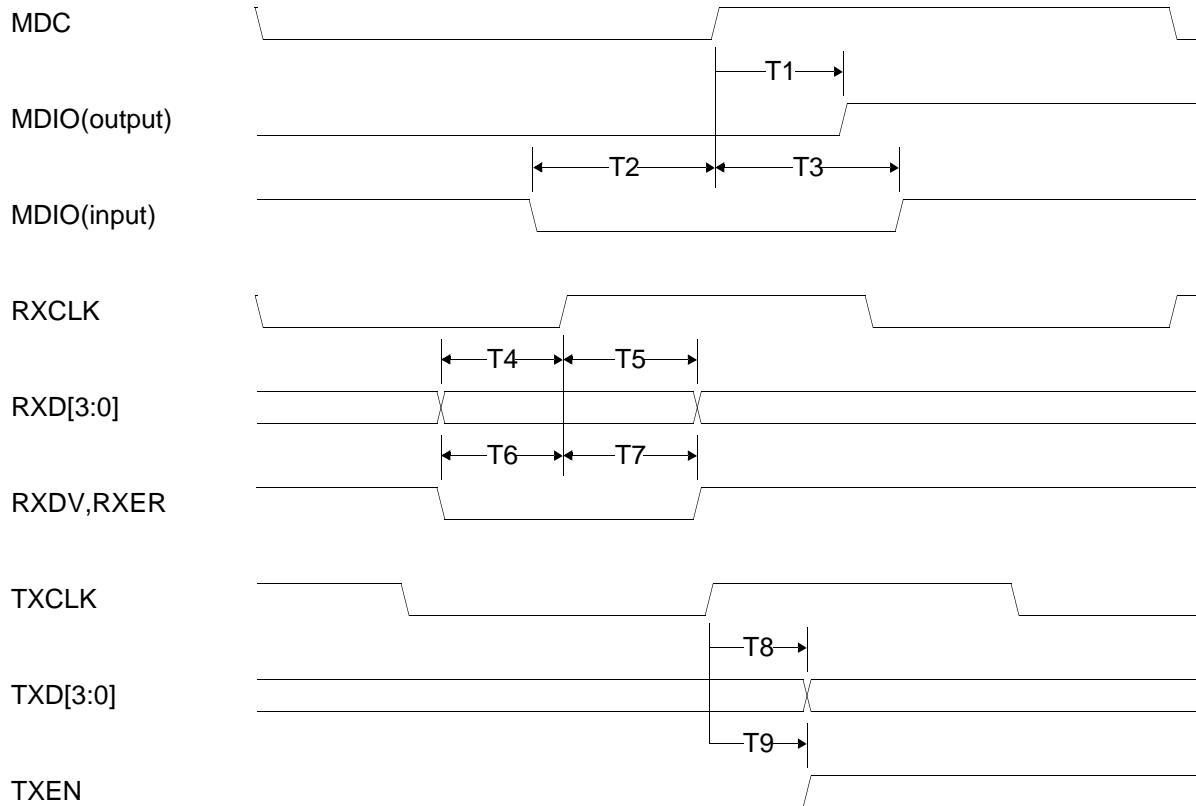 MDC
T1
MDIO(output)
T2 T3
MDIO(input)
RXCLK
T4 T5
RXD[3:0]
T6 T7
RXDV,RXER
TXCLK
T8
TXD[3:0]
T9
TXEN